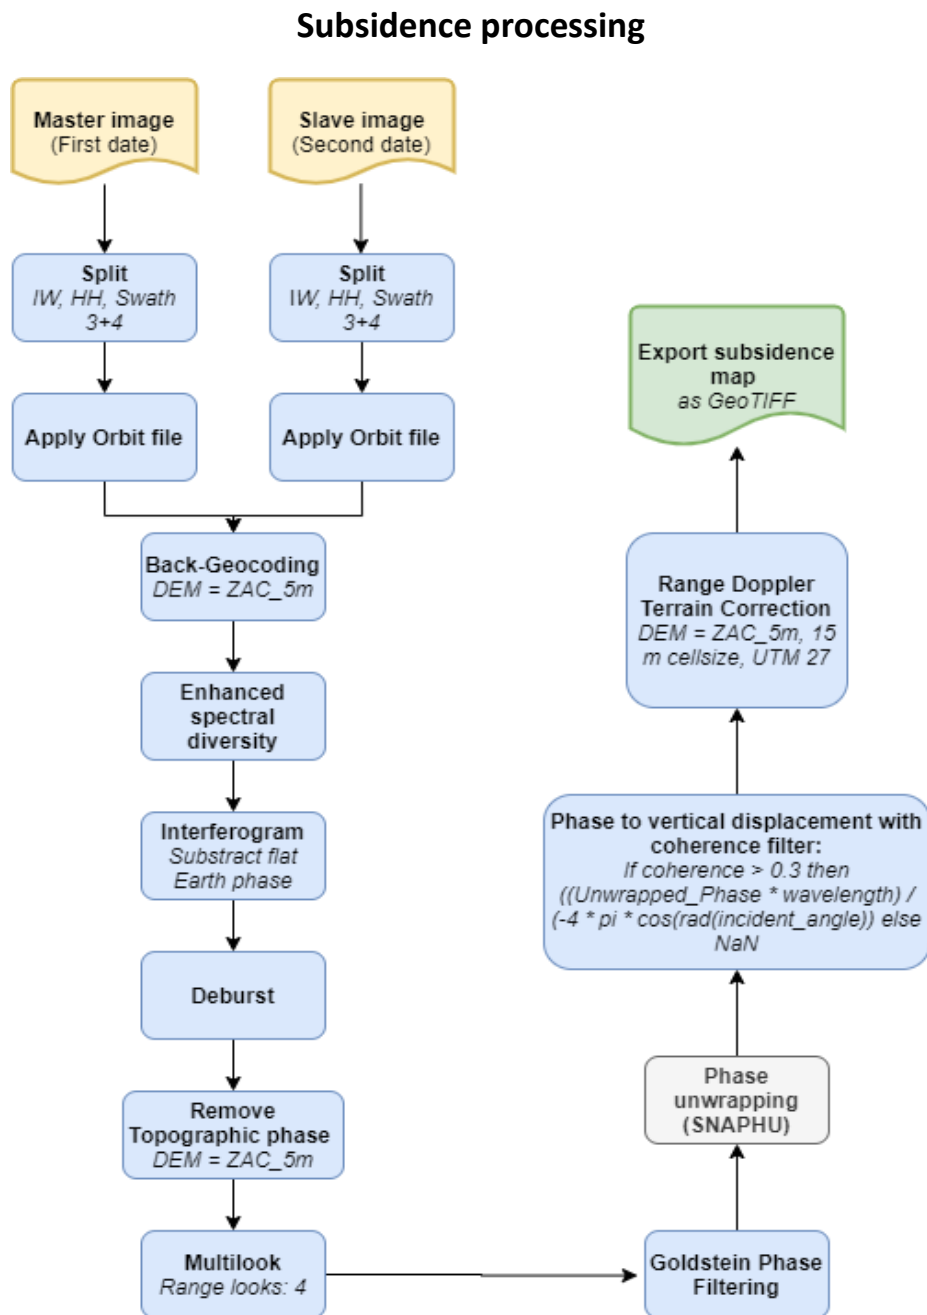 Subsidence processing
Master image
(First date)
Slave image
(Second date)
Split
IW, HH, Swath
3+4
Split
IW, HH, Swath
3+4
Apply Orbit file
Apply Orbit file
Back-Geocoding
DEM = ZAC_5m
Enhanced
spectral
diversity
Interferogram
Substract flat
Earth phase
Deburst
Remove
Topographic phase
DEM = ZAC_5m
Multilook
Range looks: 4
Goldstein Phase
Filtering
Phase
unwrapping
(SNAPHU)
Phase to vertical displacement with
coherence filter:
If coherence > 0.3 then
((Unwrapped_Phase * wavelength) /
(-4 * pi * cos(rad(incident_angle)) else
NaN
Range Doppler
Terrain Correction
DEM = ZAC_5m, 15
m cellsize, UTM 27
Export subsidence
map
as GeoTIFF